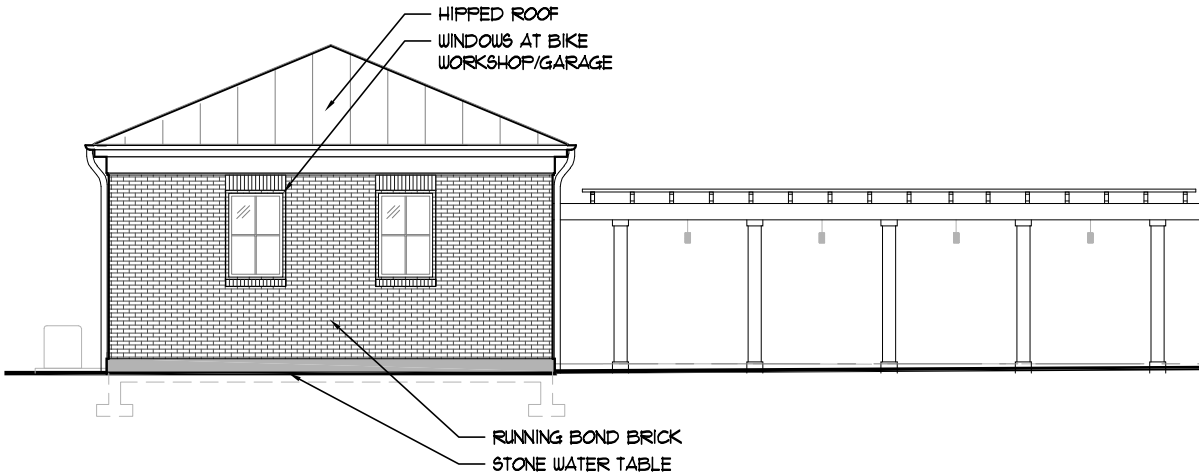 HIPPED ROOF
WINDOWS AT BIKE
WORKSHOP/GARAGE
RUNNING BOND BRICK
STONE WATER TABLE